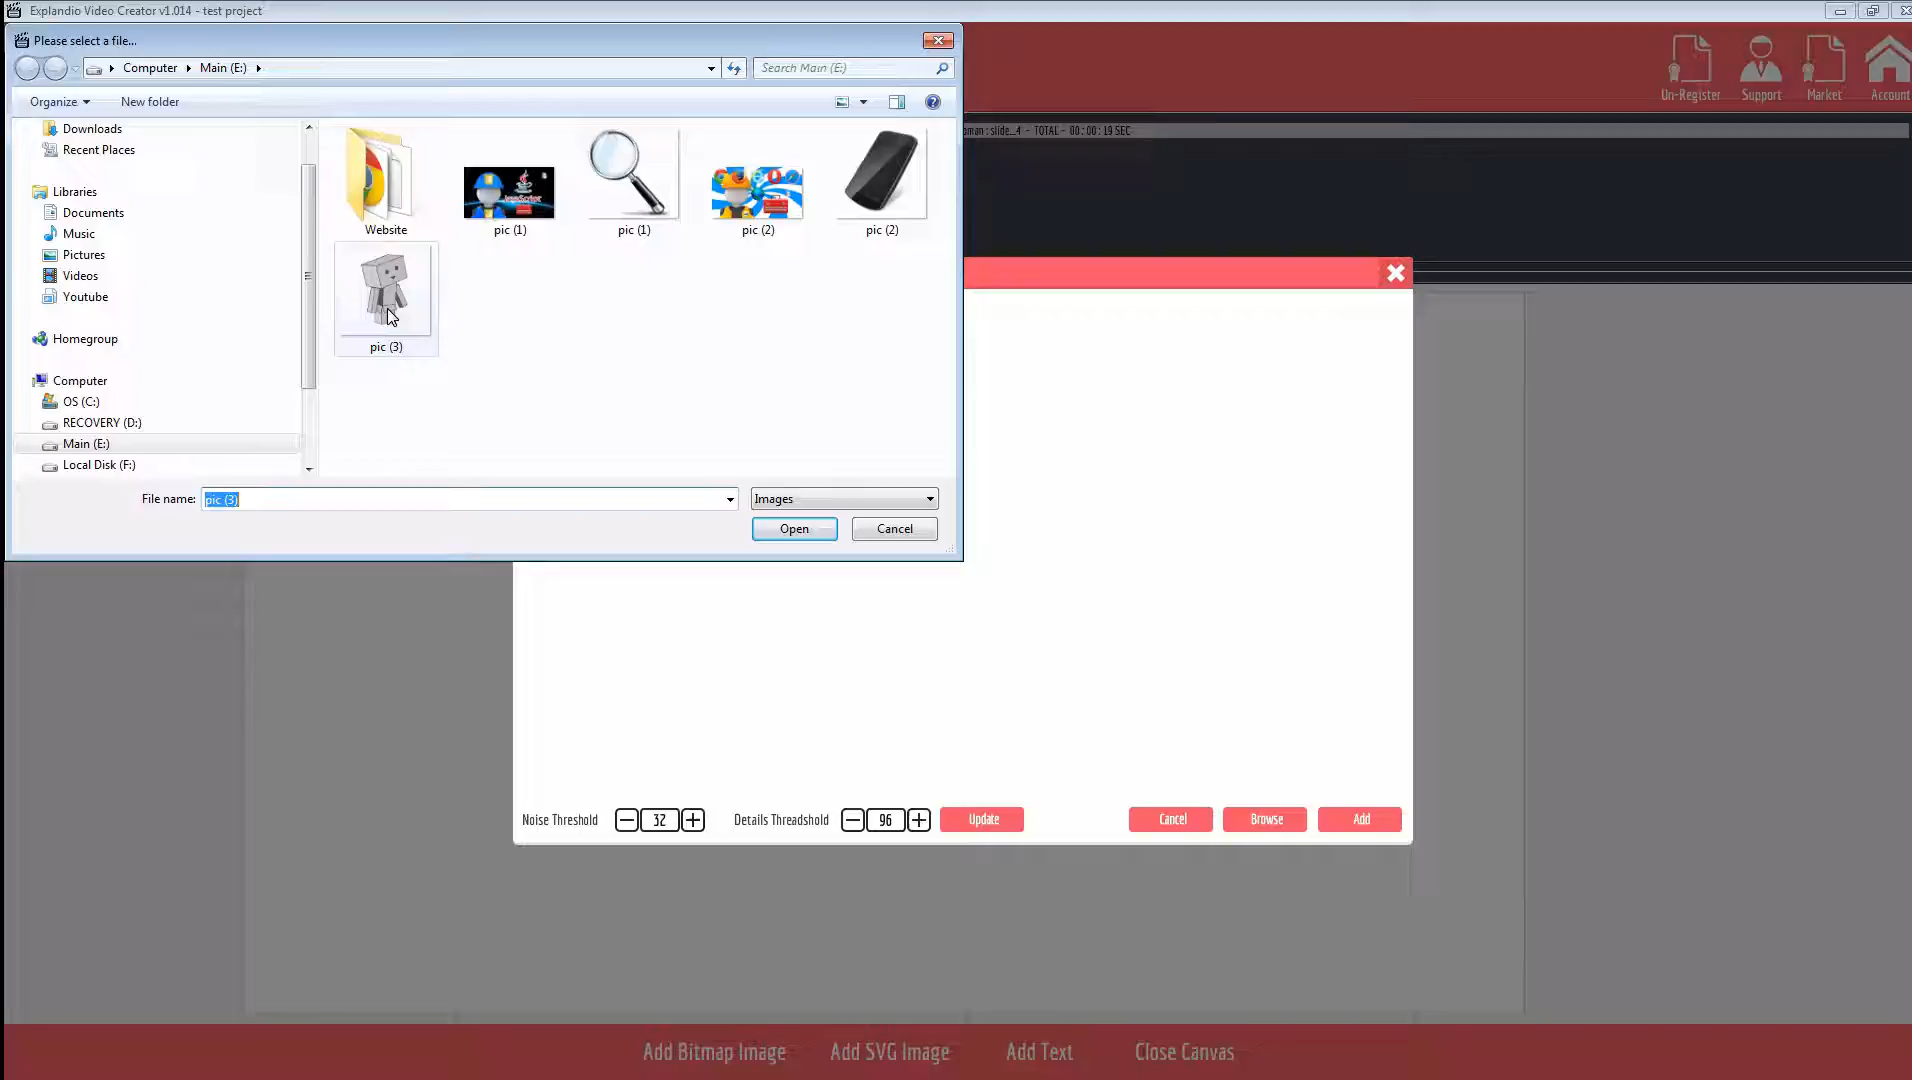 Explandio Video Creator v1.014 - test project
Please select a file...
Computer Main (E:)
Search Main (E:)
Organize New folder
Un-Register Support Market Account
slide_4 - TOTAL - 00:00:19 SEC
Downloads
Recent Places
Libraries
Documents
Music
Pictures
Videos
Youtube
Homegroup
Computer
OS (C:)
RECOVERY (D:)
Main (E:)
Local Disk (F:)
Website pic (1) pic (1) pic (2) pic (2)
pic (3)
File name: pic (3) Images
Open Cancel
Noise Threshold 32 Details Threadshold 96 Update Cancel Browse Add
Add Bitmap Image Add SVG Image Add Text Close Canvas